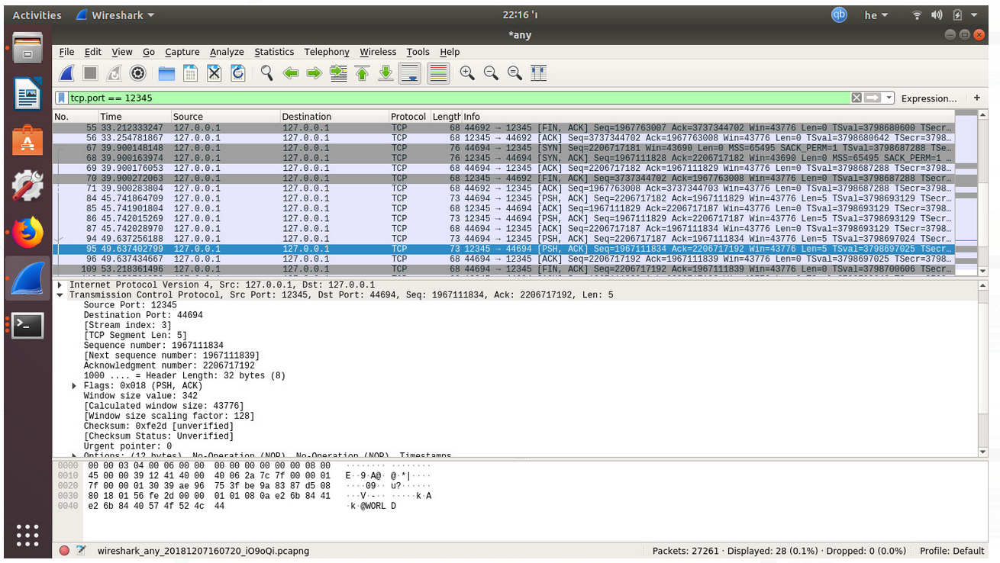 Activities Wireshark 22:16 'ו he
*any
File Edit View Go Capture Analyze Statistics Telephony Wireless Tools Help
tcp.port == 12345 Expression… +
No. Time Source Destination Protocol Length Info
55 33.212333247 127.0.0.1 127.0.0.1 TCP 68 44692 → 12345 [FIN, ACK] Seq=1967763007 Ack=3737344702 Win=43776 Len=0 TSval=3798680600 TSecr…
56 33.254781867 127.0.0.1 127.0.0.1 TCP 68 12345 → 44692 [ACK] Seq=3737344702 Ack=1967763008 Win=43776 Len=0 TSval=3798680642 TSecr=3798…
67 39.900148148 127.0.0.1 127.0.0.1 TCP 76 44694 → 12345 [SYN] Seq=2206717181 Win=43690 Len=0 MSS=65495 SACK_PERM=1 TSval=3798687288 TSe…
68 39.900163974 127.0.0.1 127.0.0.1 TCP 76 12345 → 44694 [SYN, ACK] Seq=1967111828 Ack=2206717182 Win=43690 Len=0 MSS=65495 SACK_PERM=1 …
69 39.900176053 127.0.0.1 127.0.0.1 TCP 68 44694 → 12345 [ACK] Seq=2206717182 Ack=1967111829 Win=43776 Len=0 TSval=3798687288 TSecr=3798…
70 39.900272063 127.0.0.1 127.0.0.1 TCP 68 12345 → 44692 [FIN, ACK] Seq=3737344702 Ack=1967763008 Win=43776 Len=0 TSval=3798687288 TSecr…
71 39.900283804 127.0.0.1 127.0.0.1 TCP 68 44692 → 12345 [ACK] Seq=1967763008 Ack=3737344703 Win=43776 Len=0 TSval=3798687288 TSecr=3798…
84 45.741864709 127.0.0.1 127.0.0.1 TCP 73 44694 → 12345 [PSH, ACK] Seq=2206717182 Ack=1967111829 Win=43776 Len=5 TSval=3798693129 TSecr…
85 45.741901804 127.0.0.1 127.0.0.1 TCP 68 12345 → 44694 [ACK] Seq=1967111829 Ack=2206717187 Win=43776 Len=0 TSval=3798693129 TSecr=3798…
86 45.742015269 127.0.0.1 127.0.0.1 TCP 73 12345 → 44694 [PSH, ACK] Seq=1967111829 Ack=2206717187 Win=43776 Len=5 TSval=3798693129 TSecr…
87 45.742028970 127.0.0.1 127.0.0.1 TCP 68 44694 → 12345 [ACK] Seq=2206717187 Ack=1967111834 Win=43776 Len=0 TSval=3798693129 TSecr=3798…
94 49.637256188 127.0.0.1 127.0.0.1 TCP 73 44694 → 12345 [PSH, ACK] Seq=2206717187 Ack=1967111834 Win=43776 Len=5 TSval=3798697024 TSecr…
95 49.637402799 127.0.0.1 127.0.0.1 TCP 73 12345 → 44694 [PSH, ACK] Seq=1967111834 Ack=2206717192 Win=43776 Len=5 TSval=3798697025 TSecr…
96 49.637434667 127.0.0.1 127.0.0.1 TCP 68 44694 → 12345 [ACK] Seq=2206717192 Ack=1967111839 Win=43776 Len=0 TSval=3798697025 TSecr=3798…
109 53.218361496 127.0.0.1 127.0.0.1 TCP 68 44694 → 12345 [FIN, ACK] Seq=2206717192 Ack=1967111839 Win=43776 Len=0 TSval=3798700606 TSecr…
Internet Protocol Version 4, Src: 127.0.0.1, Dst: 127.0.0.1
Transmission Control Protocol, Src Port: 12345, Dst Port: 44694, Seq: 1967111834, Ack: 2206717192, Len: 5
Source Port: 12345
Destination Port: 44694
[Stream index: 3]
[TCP Segment Len: 5]
Sequence number: 1967111834
[Next sequence number: 1967111839]
Acknowledgment number: 2206717192
1000 .... = Header Length: 32 bytes (8)
Flags: 0x018 (PSH, ACK)
Window size value: 342
[Calculated window size: 43776]
[Window size scaling factor: 128]
Checksum: 0xfe2d [unverified]
[Checksum Status: Unverified]
Urgent pointer: 0
Options: (12 bytes), No-Operation (NOP), No-Operation (NOP), Timestamps
0000 00 00 03 04 00 06 00 00 00 00 00 00 00 00 08 00 ········ ········
0010 45 00 00 39 12 41 40 00 40 06 2a 7c 7f 00 00 01 E··9·A@· @·*|····
0020 7f 00 00 01 30 39 ae 96 75 3f be 9a 83 87 d5 08 ····09·· u?······
0030 80 18 01 56 fe 2d 00 00 01 01 08 0a e2 6b 84 41 ···V·-·· ·····k·A
0040 e2 6b 84 40 57 4f 52 4c 44 ·k·@WORL D
wireshark_any_20181207160720_iO9oQi.pcapng Packets: 27261 · Displayed: 28 (0.1%) · Dropped: 0 (0.0%) Profile: Default